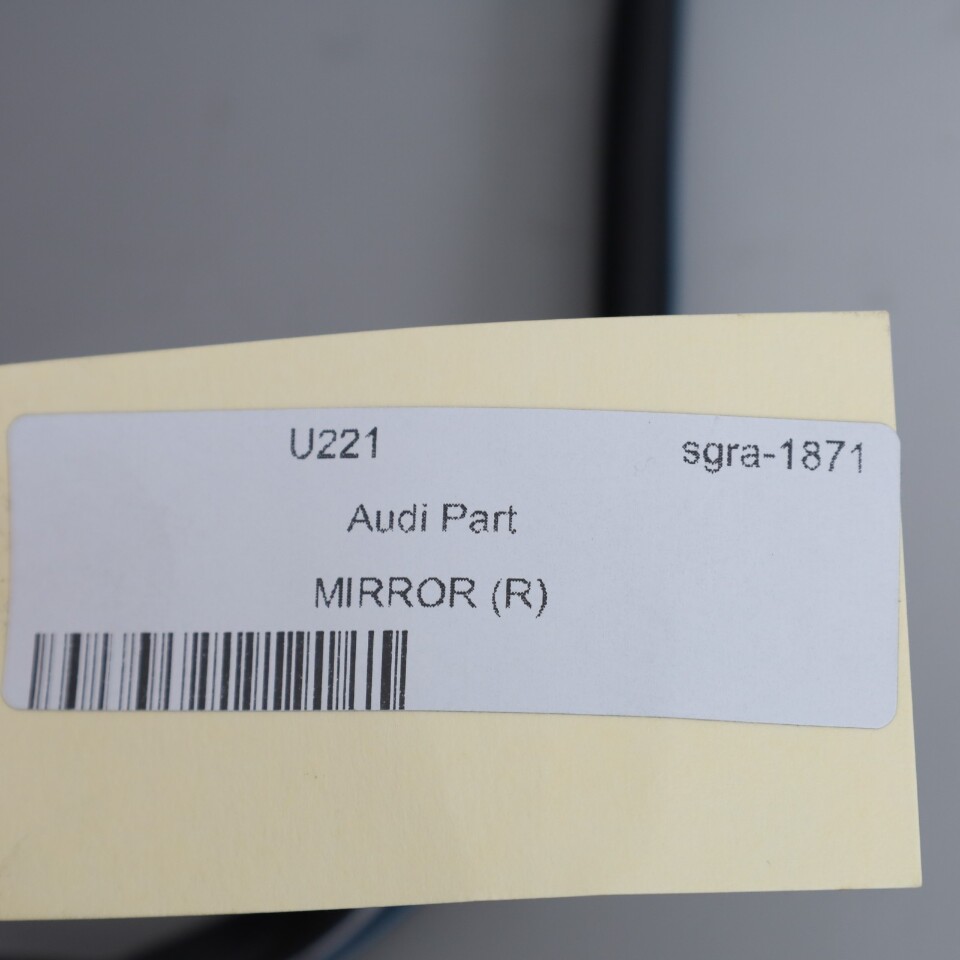 U221 sgra-1871
Audi Part
MIRROR (R)